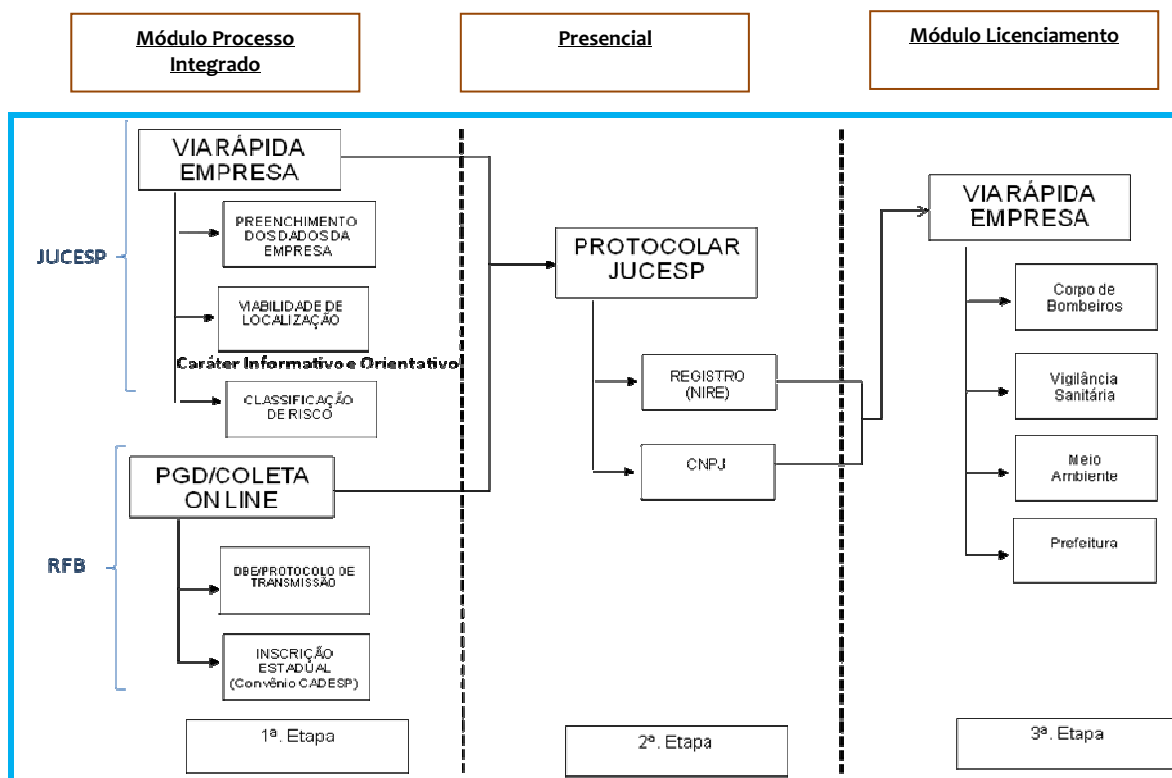 Módulo Processo
Integrado
Presencial
Módulo Licenciamento
JUCESP
VIA RÁPIDA
EMPRESA
PREENCHIMENTO
DOS DADOS DA
EMPRESA
VIABILIDADE DE
LOCALIZAÇÃO
Caráter Informativo e Orientativo
CLASSIFICAÇÃO
DE RISCO
RFB
PGD/COLETA
ON LINE
DBE/PROTOCOLO DE
TRANSMISSÃO
INSCRIÇÃO
ESTADUAL
(Convênio CADESP)
1ª. Etapa
PROTOCOLAR
JUCESP
REGISTRO
(NIRE)
CNPJ
2ª. Etapa
VIA RÁPIDA
EMPRESA
Corpo de
Bombeiros
Vigilância
Sanitária
Meio
Ambiente
Prefeitura
3ª. Etapa